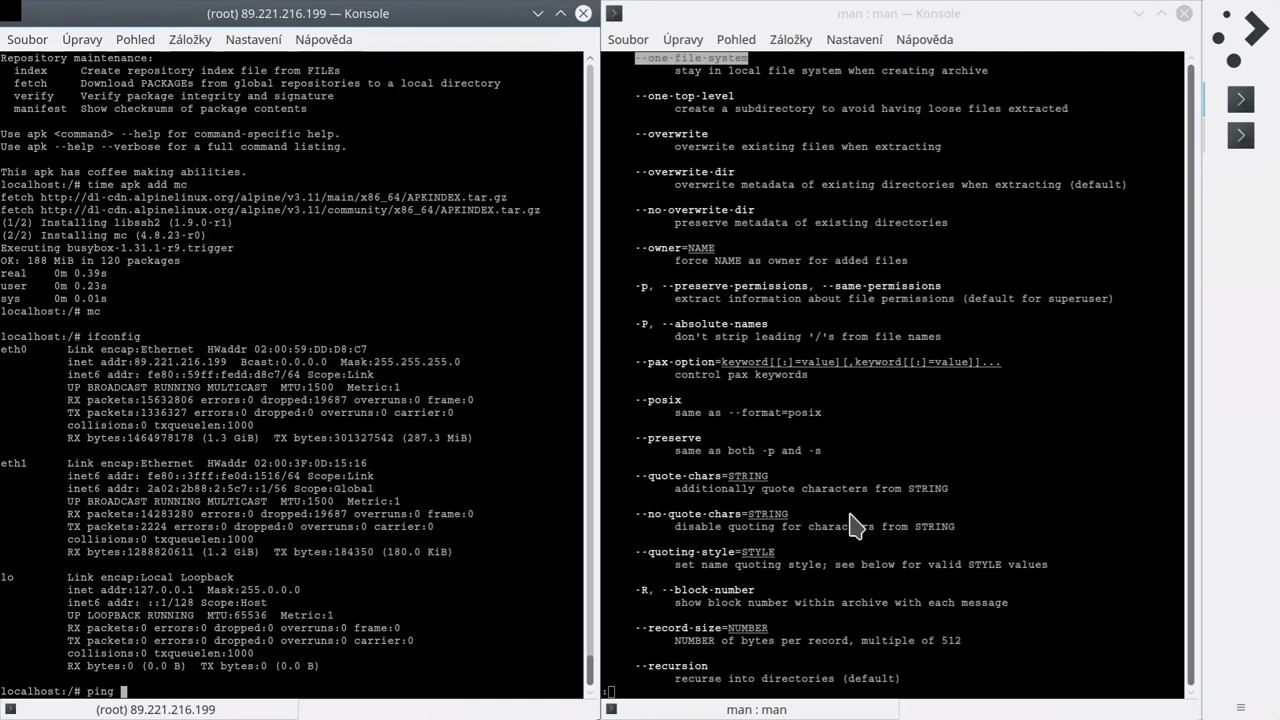 (root) 89.221.216.199 — Konsole
Soubor Úpravy Pohled Záložky Nastavení Nápověda
Repository maintenance:
index Create repository index file from FILEs
fetch Download PACKAGEs from global repositories to a local directory
verify Verify package integrity and signature
manifest Show checksums of package contents
Use apk <command> --help for command-specific help.
Use apk --help --verbose for a full command listing.
This apk has coffee making abilities.
localhost:/# time apk add mc
fetch http://dl-cdn.alpinelinux.org/alpine/v3.11/main/x86_64/APKINDEX.tar.gz
fetch http://dl-cdn.alpinelinux.org/alpine/v3.11/community/x86_64/APKINDEX.tar.gz
(1/2) Installing libssh2 (1.9.0-r1)
(2/2) Installing mc (4.8.23-r0)
Executing busybox-1.31.1-r9.trigger
OK: 188 MiB in 120 packages
real 0m 0.39s
user 0m 0.23s
sys 0m 0.01s
localhost:/# mc
localhost:/# ifconfig
eth0 Link encap:Ethernet HWaddr 02:00:59:DD:D8:C7
inet addr:89.221.216.199 Bcast:0.0.0.0 Mask:255.255.255.0
inet6 addr: fe80::59ff:fedd:d8c7/64 Scope:Link
UP BROADCAST RUNNING MULTICAST MTU:1500 Metric:1
RX packets:15632806 errors:0 dropped:19687 overruns:0 frame:0
TX packets:1336327 errors:0 dropped:0 overruns:0 carrier:0
collisions:0 txqueuelen:1000
RX bytes:1464978178 (1.3 GiB) TX bytes:301327542 (287.3 MiB)
eth1 Link encap:Ethernet HWaddr 02:00:3F:0D:15:16
inet6 addr: fe80::3fff:fe0d:1516/64 Scope:Link
inet6 addr: 2a02:2b88:2:5c7::1/56 Scope:Global
UP BROADCAST RUNNING MULTICAST MTU:1500 Metric:1
RX packets:14283280 errors:0 dropped:19687 overruns:0 frame:0
TX packets:2224 errors:0 dropped:0 overruns:0 carrier:0
collisions:0 txqueuelen:1000
RX bytes:1288820611 (1.2 GiB) TX bytes:184350 (180.0 KiB)
lo Link encap:Local Loopback
inet addr:127.0.0.1 Mask:255.0.0.0
inet6 addr: ::1/128 Scope:Host
UP LOOPBACK RUNNING MTU:65536 Metric:1
RX packets:0 errors:0 dropped:0 overruns:0 frame:0
TX packets:0 errors:0 dropped:0 overruns:0 carrier:0
collisions:0 txqueuelen:1000
RX bytes:0 (0.0 B) TX bytes:0 (0.0 B)
localhost:/# ping
(root) 89.221.216.199
man : man — Konsole
Soubor Úpravy Pohled Záložky Nastavení Nápověda
--one-file-system
stay in local file system when creating archive
--one-top-level
create a subdirectory to avoid having loose files extracted
--overwrite
overwrite existing files when extracting
--overwrite-dir
overwrite metadata of existing directories when extracting (default)
--no-overwrite-dir
preserve metadata of existing directories
--owner=NAME
force NAME as owner for added files
-p, --preserve-permissions, --same-permissions
extract information about file permissions (default for superuser)
-P, --absolute-names
don't strip leading '/'s from file names
--pax-option=keyword[[:]=value][,keyword[[:]=value]]...
control pax keywords
--posix
same as --format=posix
--preserve
same as both -p and -s
--quote-chars=STRING
additionally quote characters from STRING
--no-quote-chars=STRING
disable quoting for characters from STRING
--quoting-style=STYLE
set name quoting style; see below for valid STYLE values
-R, --block-number
show block number within archive with each message
--record-size=NUMBER
NUMBER of bytes per record, multiple of 512
--recursion
recurse into directories (default)
:
man : man